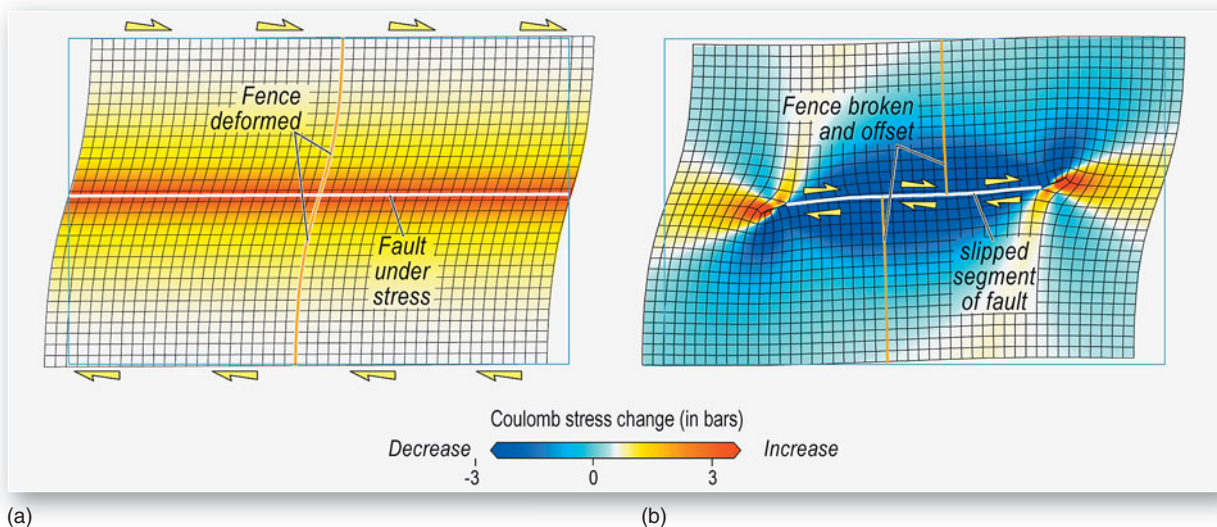 Fence
deformed
Fault
under
stress
Fence broken
and offset
slipped
segment
of fault
Coulomb stress change (in bars)
Decrease
Increase
-3
0
3
(a)
(b)